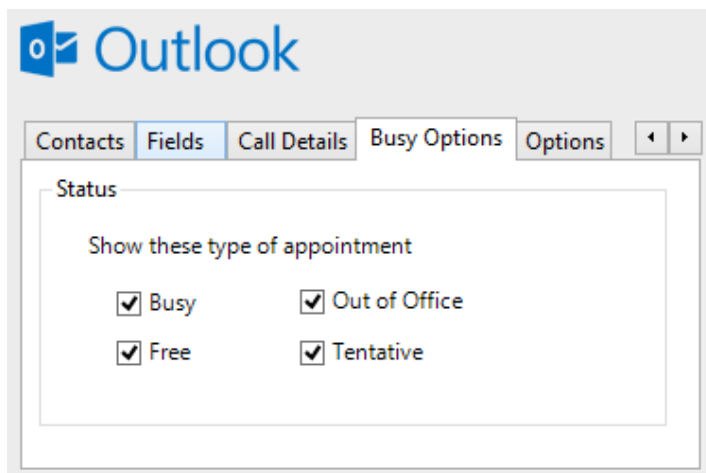 Outlook
Contacts Fields Call Details Busy Options Options
Status
Show these type of appointment
Busy Out of Office
Free Tentative